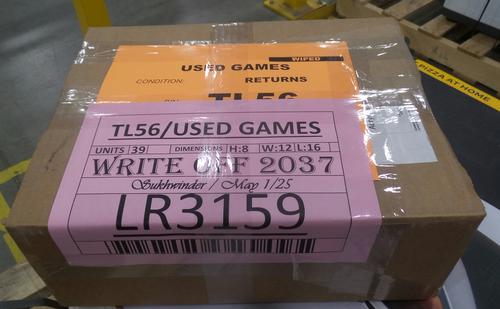 WIPED
USED GAMES
CONDITION: RETURNS
TL56
TL56/USED GAMES
UNITS 39 DIMENSIONS H:8 W:12 L:16
WRITE OFF 2037
Sukhwinder / May 1/25
LR3159
PIZZA AT HOME